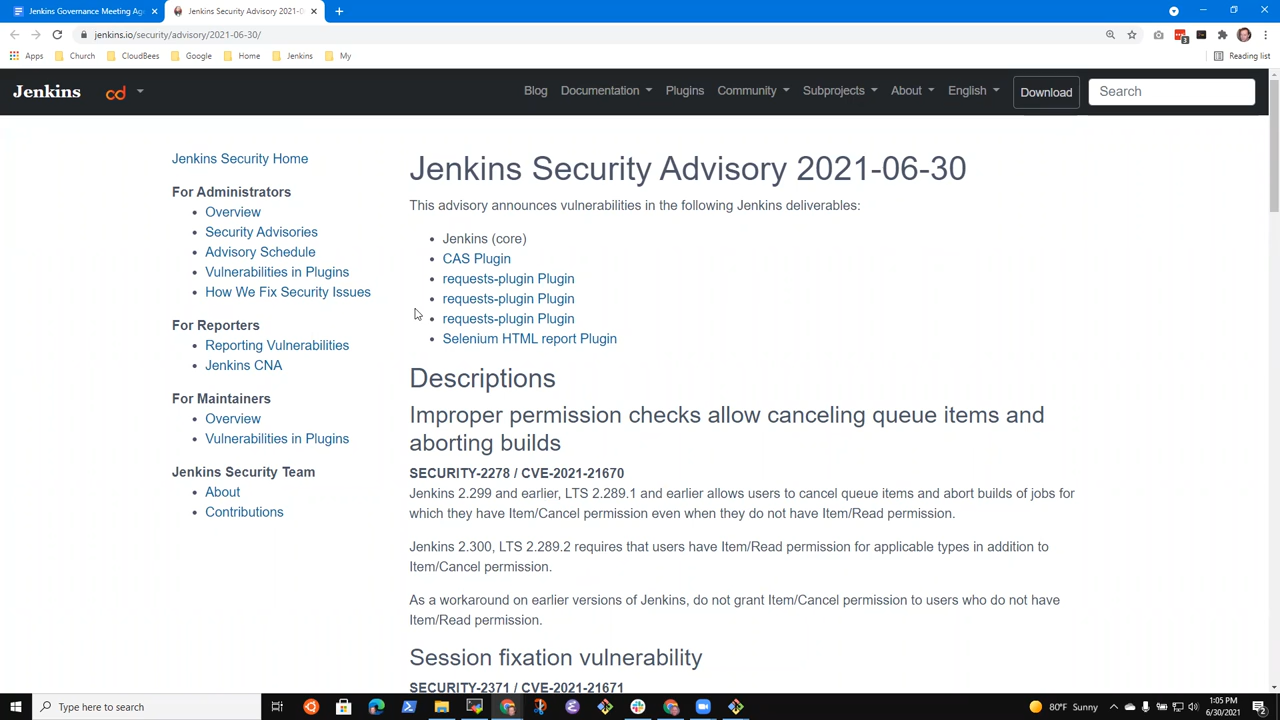 Jenkins Governance Meeting Age
Jenkins Security Advisory 2021-0
jenkins.io/security/advisory/2021-06-30/
Apps
Church
CloudBees
Google
Home
Jenkins
My
Reading list
Jenkins
cd
Blog
Documentation
Plugins
Community
Subprojects
About
English
Download
Search
Jenkins Security Home
For Administrators
Overview
Security Advisories
Advisory Schedule
Vulnerabilities in Plugins
How We Fix Security Issues
For Reporters
Reporting Vulnerabilities
Jenkins CNA
For Maintainers
Overview
Vulnerabilities in Plugins
Jenkins Security Team
About
Contributions
Jenkins Security Advisory 2021-06-30
This advisory announces vulnerabilities in the following Jenkins deliverables:
Jenkins (core)
CAS Plugin
requests-plugin Plugin
requests-plugin Plugin
requests-plugin Plugin
Selenium HTML report Plugin
Descriptions
Improper permission checks allow canceling queue items and
aborting builds
SECURITY-2278 / CVE-2021-21670
Jenkins 2.299 and earlier, LTS 2.289.1 and earlier allows users to cancel queue items and abort builds of jobs for
which they have Item/Cancel permission even when they do not have Item/Read permission.
Jenkins 2.300, LTS 2.289.2 requires that users have Item/Read permission for applicable types in addition to
Item/Cancel permission.
As a workaround on earlier versions of Jenkins, do not grant Item/Cancel permission to users who do not have
Item/Read permission.
Session fixation vulnerability
SECURITY-2371 / CVE-2021-21671
Type here to search
80°F Sunny
1:05 PM
6/30/2021
2